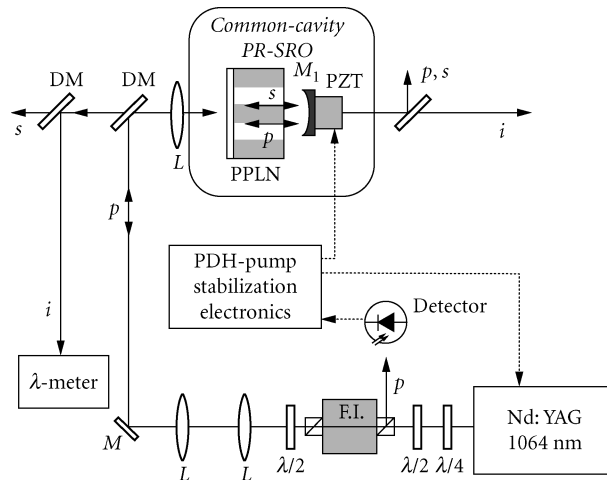 Common-cavity
PR-SRO
DM
DM
M1
PZT
p, s
s
s
p
i
L
PPLN
p
PDH-pump
stabilization
electronics
Detector
i
λ-meter
p
F.I.
Nd: YAG
1064 nm
M
L
L
λ/2
λ/2
λ/4